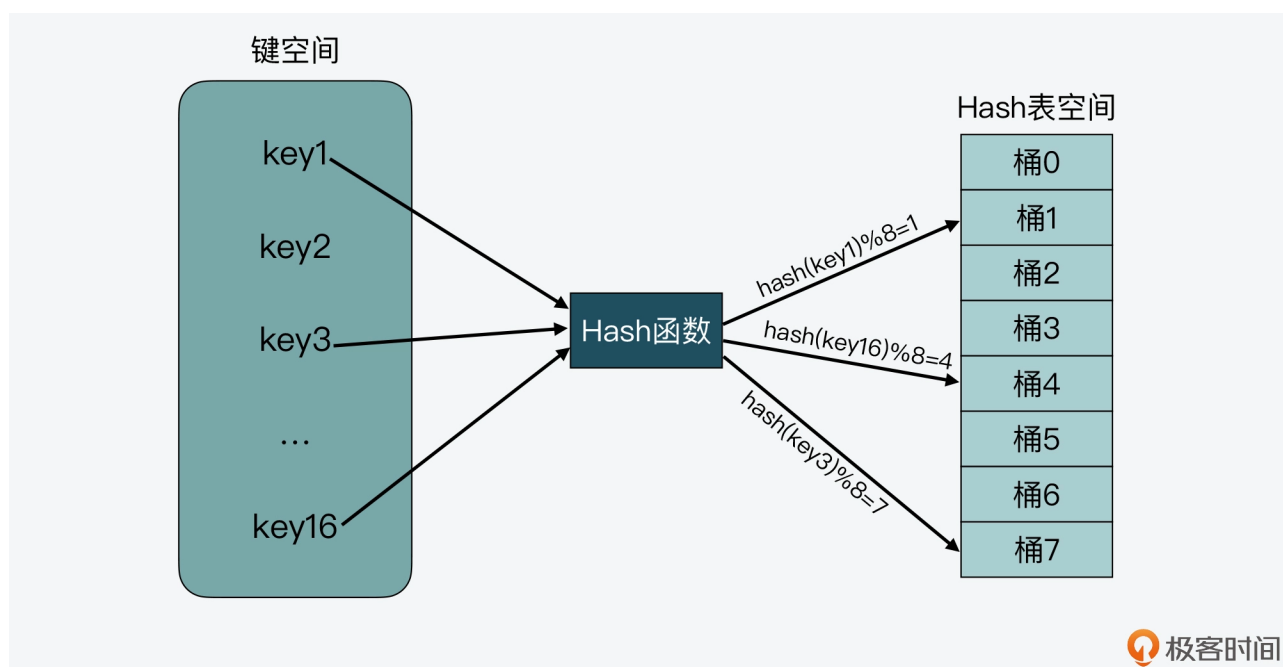 键空间
key1
key2
key3
...
key16
Hash函数
hash(key1)%8=1
hash(key16)%8=4
hash(key3)%8=7
Hash表空间
桶0
桶1
桶2
桶3
桶4
桶5
桶6
桶7
极客时间